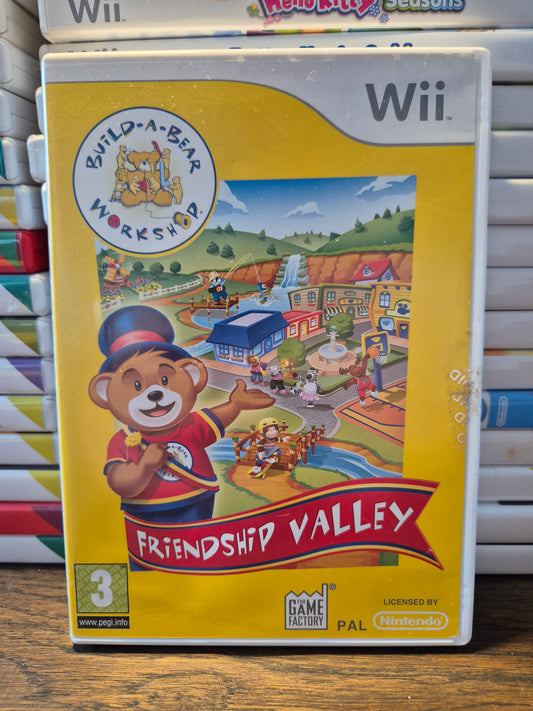 Wii
Hello Kitty
Seasons
Wii™
BUILD-A-BEAR
WORKSHOP®
FRIENDSHIP VALLEY
3
www.pegi.info
THE
GAME
FACTORY®
PAL
LICENSED BY
Nintendo®